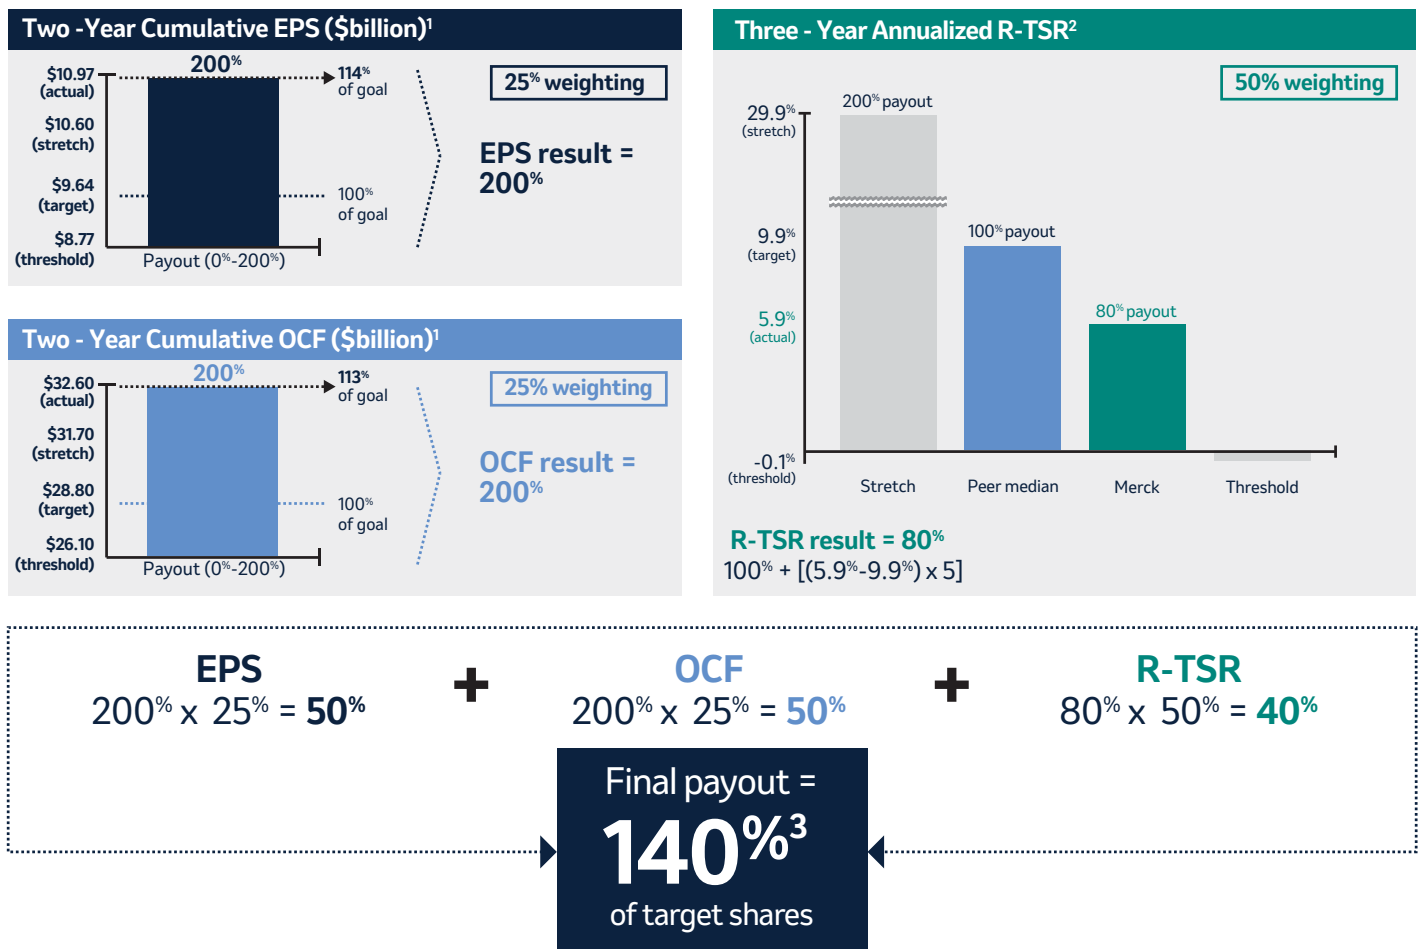 Two -Year Cumulative EPS ($billion)¹
200%
$10.97
(actual)
114%
of goal
25% weighting
$10.60
(stretch)
EPS result =
200%
$9.64
(target)
100%
of goal
$8.77
(threshold)
Payout (0%-200%)
Two - Year Cumulative OCF ($billion)¹
200%
$32.60
(actual)
113%
of goal
25% weighting
$31.70
(stretch)
OCF result =
200%
$28.80
(target)
100%
of goal
$26.10
(threshold)
Payout (0%-200%)
Three - Year Annualized R-TSR²
50% weighting
200% payout
29.9%
(stretch)
100% payout
9.9%
(target)
80% payout
5.9%
(actual)
-0.1%
(threshold)
Stretch
Peer median
Merck
Threshold
R-TSR result = 80%
100% + [(5.9%-9.9%) x 5]
EPS
200% x 25% = 50%
+
OCF
200% x 25% = 50%
+
R-TSR
80% x 50% = 40%
Final payout =
140%³
of target shares